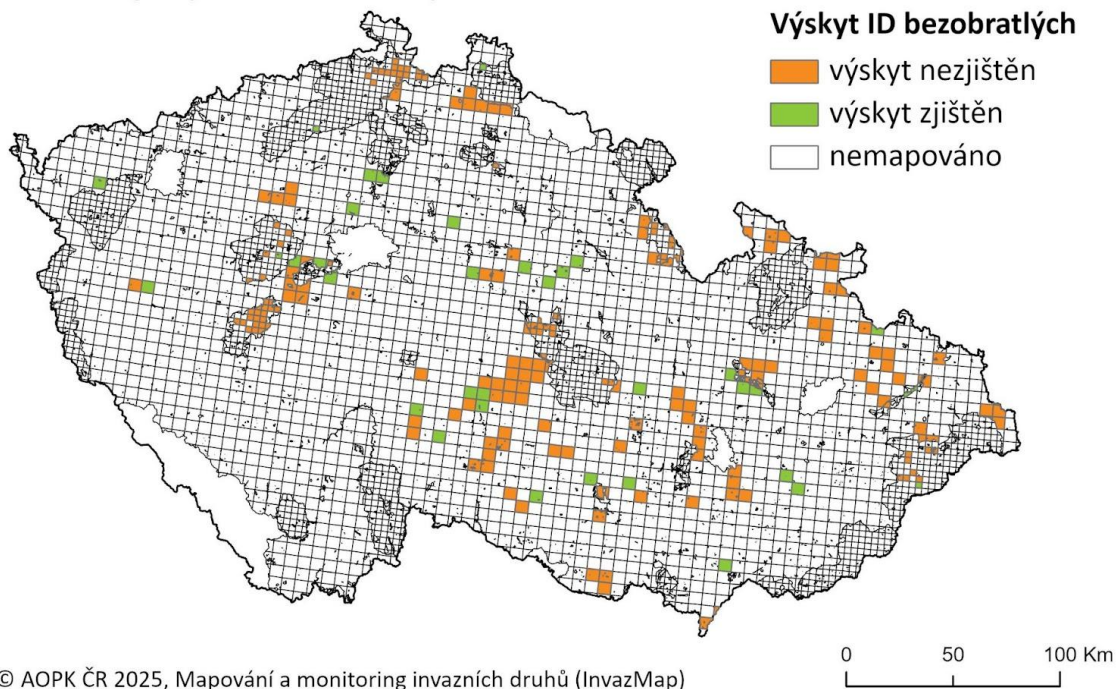 Výskyt ID bezobratlých
výskyt nezjištěn
výskyt zjištěn
nemapováno
0 50 100 Km
© AOPK ČR 2025, Mapování a monitoring invazních druhů (InvazMap)